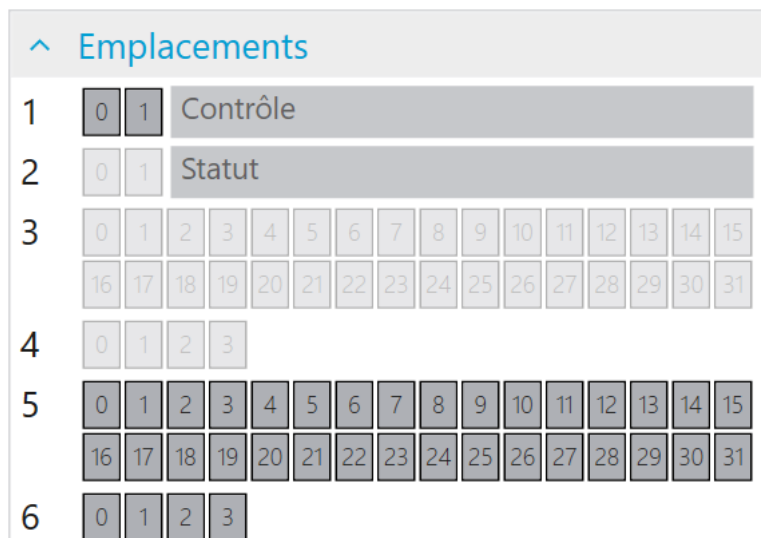 Emplacements
1 0 1 Contrôle
2 0 1 Statut
3 0 1 2 3 4 5 6 7 8 9 10 11 12 13 14 15
16 17 18 19 20 21 22 23 24 25 26 27 28 29 30 31
4 0 1 2 3
5 0 1 2 3 4 5 6 7 8 9 10 11 12 13 14 15
16 17 18 19 20 21 22 23 24 25 26 27 28 29 30 31
6 0 1 2 3